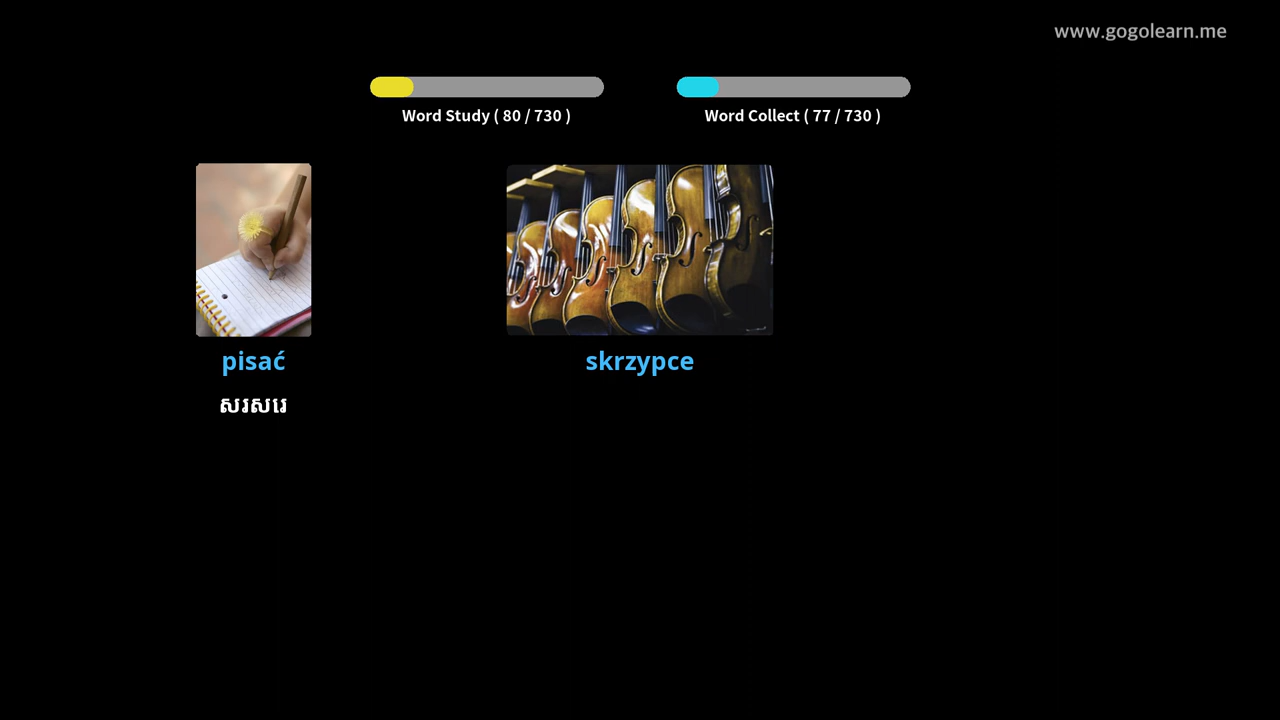 www.gogolearn.me
Word Study ( 80 / 730 )
Word Collect ( 77 / 730 )
pisać
skrzypce
សរសរេ